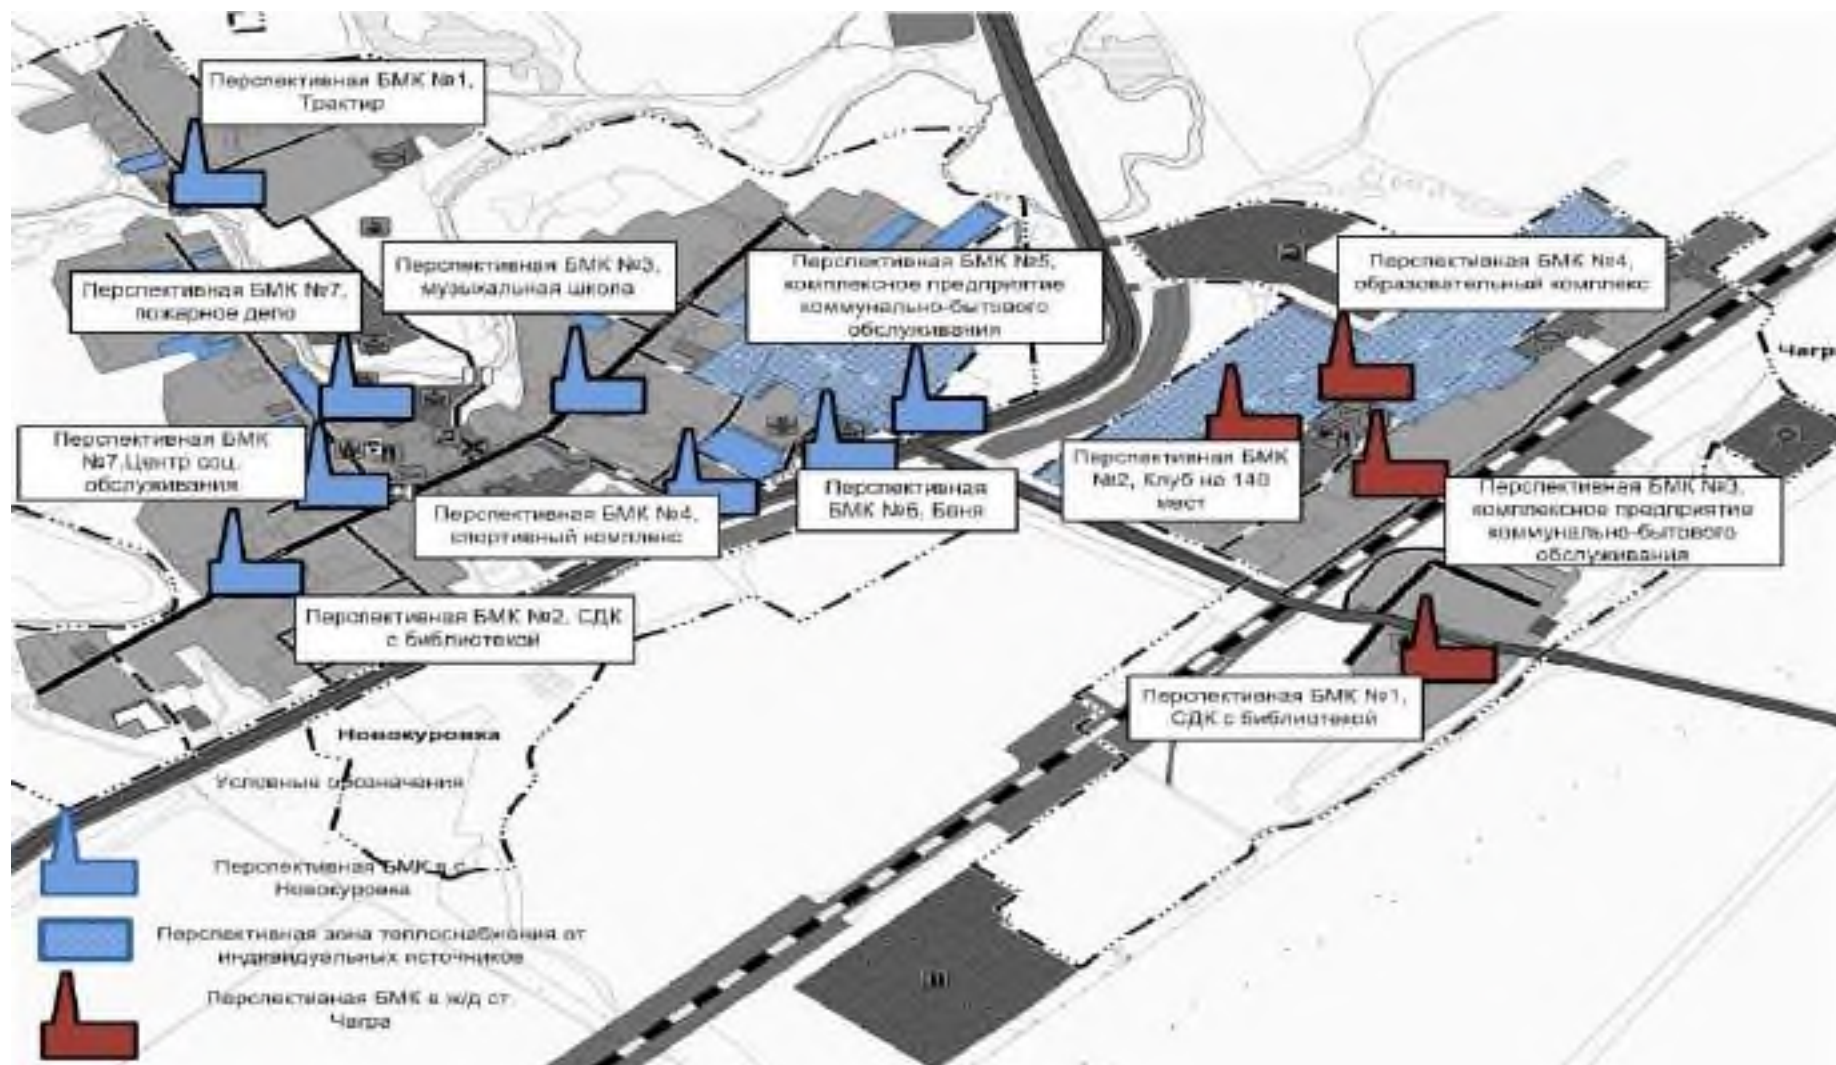 Перспективная БМК №1,
Трактир
Перспективная БМК №3,
музыкальная школа
Перспективная БМК №5,
комплексное предприятие
коммунально-бытового
обслуживания
Перспективная БМК №4,
образовательный комплекс
Перспективная БМК №7,
пожарное депо
Чагр
Перспективная БМК
№7,Центр соц.
обслуживания
Перспективная БМК №4,
спортивный комплекс
Перспективная
БМК №6, Баня
Перспективная БМК
№2, Клуб на 140
мест
Перспективная БМК №3,
комплексное предприятие
коммунально-бытового
обслуживания
Перспективная БМК №2, СДК
с библиотекой
Перспективная БМК №1,
СДК с библиотекой
Новокуровка
Условные обозначения
Перспективная БМК в с
Новокуровка
Перспективная зона теплоснабжения от
индивидуальных источников
Перспективная БМК в ж/д ст
Чагра